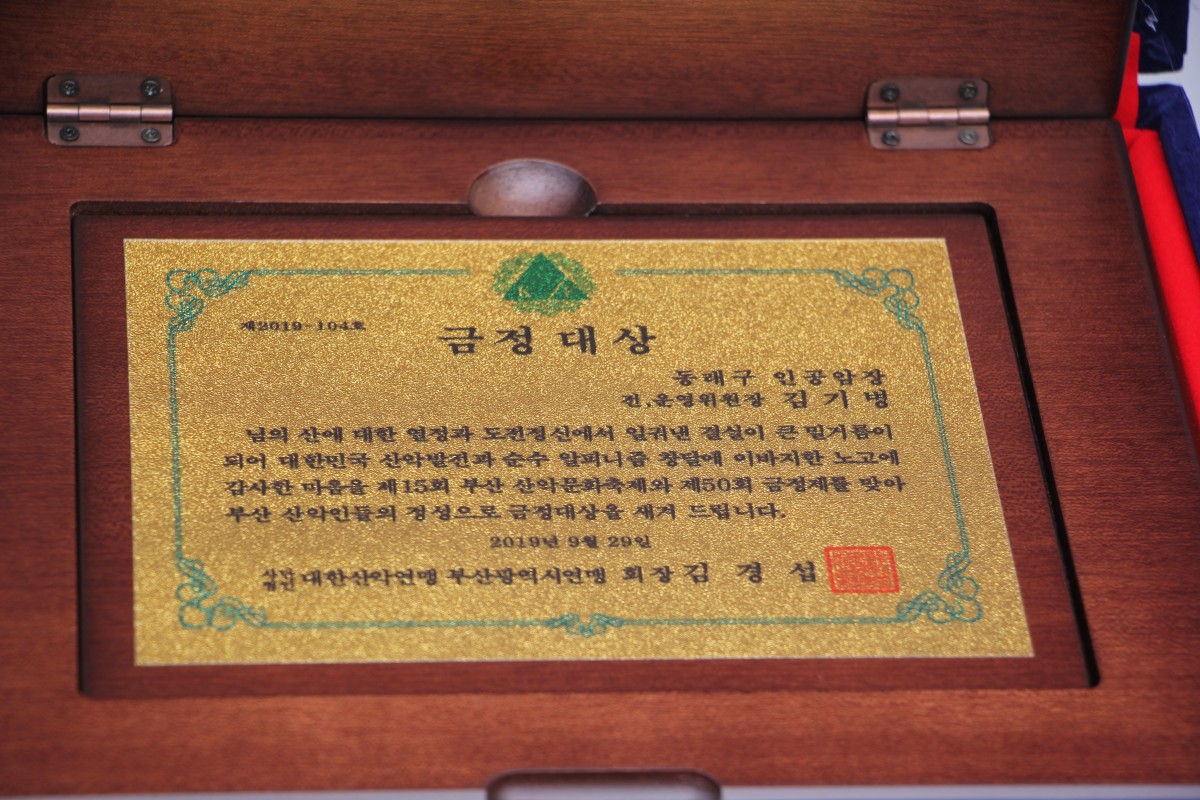 제2019-104호
금정대상
동래구 인공암장
전,운영위원장 김기병
님의 산에 대한 열정과 도전정신에서 일궈낸 결실이 큰 밑거름이
되어 대한민국 산악발전과 순수 알피니즘 창달에 이바지한 노고에
감사한 마음을 제15회 부산 산악문화축제와 제50회 금정제를 맞아
부산 산악인들의 정성으로 금정대상을 새겨 드립니다.
2019년 9월 29일
사단법인 대한산악연맹 부산광역시연맹 회장 김 경 섭